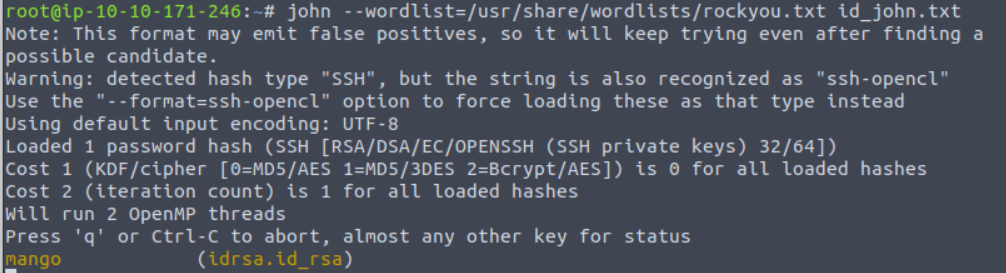 root@ip-10-10-171-246:~# john --wordlist=/usr/share/wordlists/rockyou.txt id_john.txt
Note: This format may emit false positives, so it will keep trying even after finding a
possible candidate.
Warning: detected hash type "SSH", but the string is also recognized as "ssh-opencl"
Use the "--format=ssh-opencl" option to force loading these as that type instead
Using default input encoding: UTF-8
Loaded 1 password hash (SSH [RSA/DSA/EC/OPENSSH (SSH private keys) 32/64])
Cost 1 (KDF/cipher [0=MD5/AES 1=MD5/3DES 2=Bcrypt/AES]) is 0 for all loaded hashes
Cost 2 (iteration count) is 1 for all loaded hashes
Will run 2 OpenMP threads
Press 'q' or Ctrl-C to abort, almost any other key for status
mango            (idrsa.id_rsa)